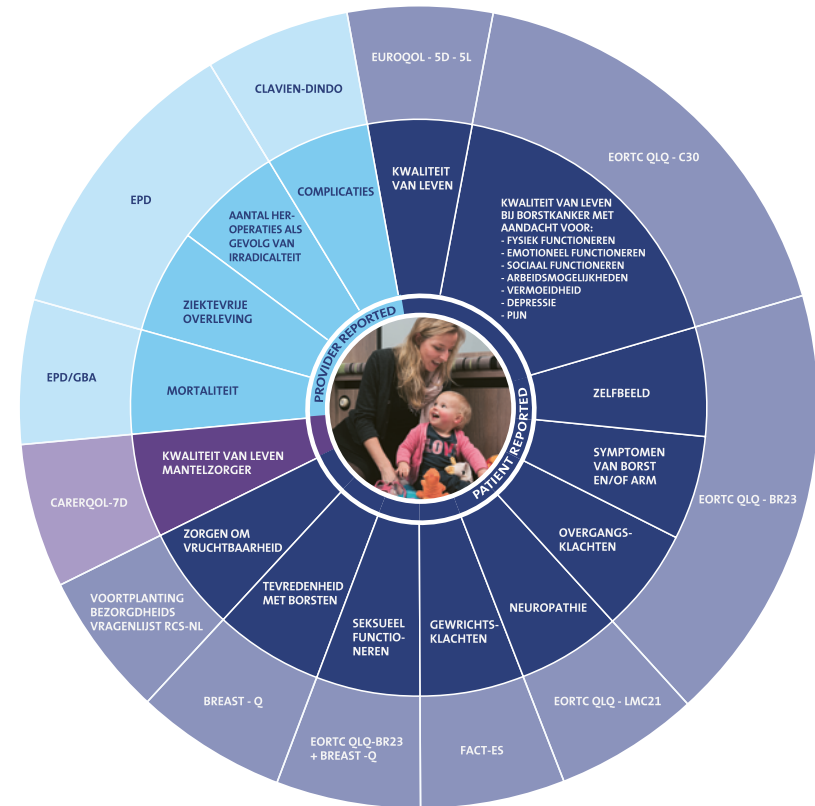 EUROQOL - 5D - 5L
EORTC QLQ - C30
EORTC QLQ - BR23
EORTC QLQ - LMC21
FACT-ES
EORTC QLQ-BR23
+ BREAST -Q
BREAST - Q
VOORTPLANTING
BEZORGDHEIDS
VRAGENLIJST RCS-NL
CARERQOL-7D
EPD/GBA
EPD
CLAVIEN-DINDO
KWALITEIT
VAN LEVEN
KWALITEIT VAN LEVEN
BIJ BORSTKANKER MET
AANDACHT VOOR:
- FYSIEK FUNCTIONEREN
- EMOTIONEEL FUNCTIONEREN
- SOCIAAL FUNCTIONEREN
- ARBEIDSMOGELIJKHEDEN
- VERMOEIDHEID
- DEPRESSIE
- PIJN
ZELFBEELD
SYMPTOMEN
VAN BORST
EN/OF ARM
OVERGANGS-
KLACHTEN
NEUROPATHIE
GEWRICHTS-
KLACHTEN
SEKSUEEL
FUNCTIO-
NEREN
TEVREDENHEID
MET BORSTEN
ZORGEN OM
VRUCHTBAARHEID
KWALITEIT VAN LEVEN
MANTELZORGER
MORTALITEIT
ZIEKTEVRIJE
OVERLEVING
AANTAL HER-
OPERATIES ALS
GEVOLG VAN
IRRADICALTEIT
COMPLICATIES
PROVIDER REPORTED
PATIENT REPORTED